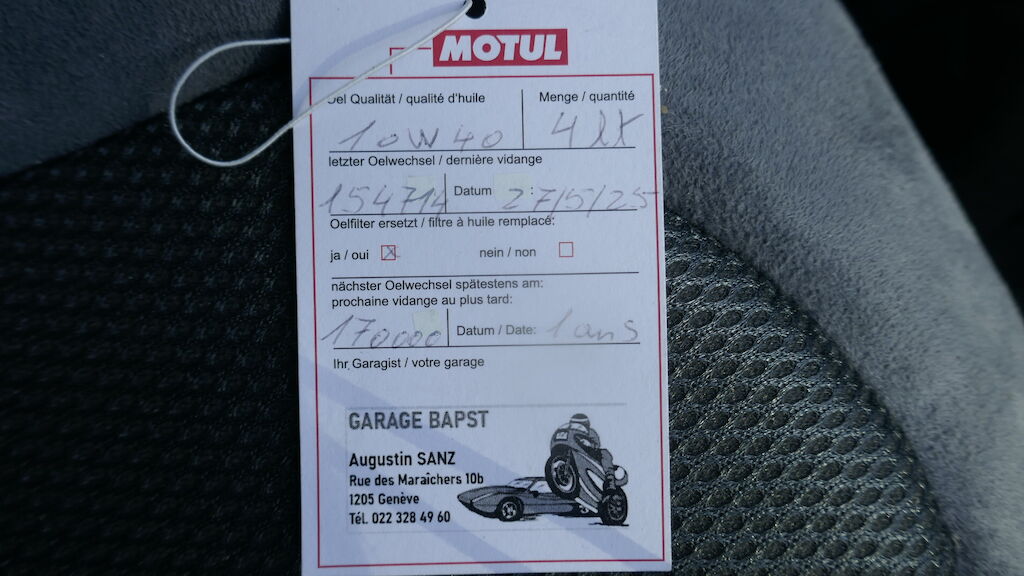 MOTUL
Oel Qualität / qualité d'huile
Menge / quantité
10W40
4 lt
letzter Oelwechsel / dernière vidange
154714
Datum : 27/5/25
Oelfilter ersetzt / filtre à huile remplacé:
ja / oui ☒ nein / non ☐
nächster Oelwechsel spätestens am:
prochaine vidange au plus tard:
170000 Datum / Date: 1 ans
Ihr Garagist / votre garage
GARAGE BAPST
Augustin SANZ
Rue des Maraîchers 10b
1205 Genève
Tél. 022 328 49 60